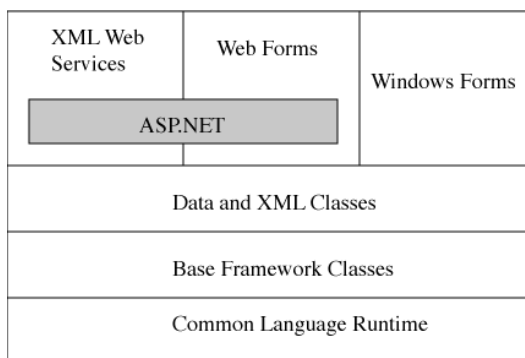 XML Web
Services
Web Forms
Windows Forms
ASP.NET
Data and XML Classes
Base Framework Classes
Common Language Runtime